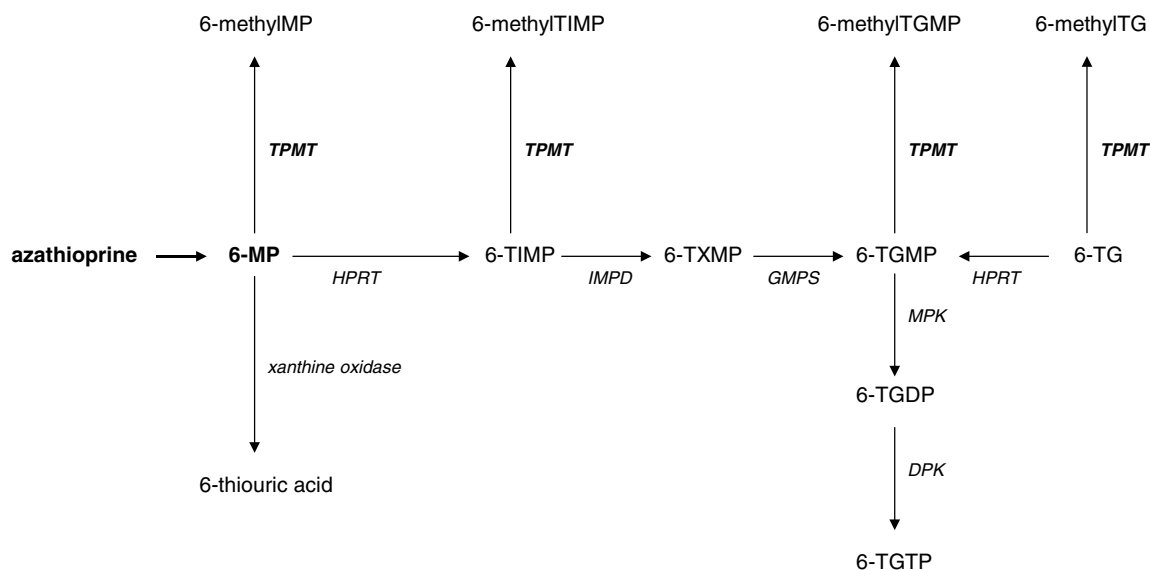 6-methylMP 6-methylTIMP 6-methylTGMP 6-methylTG
TPMT TPMT TPMT TPMT
azathioprine 6-MP 6-TIMP 6-TXMP 6-TGMP 6-TG
HPRT IMPD GMPS HPRT
MPK
xanthine oxidase
6-TGDP
DPK
6-thiouric acid
6-TGTP